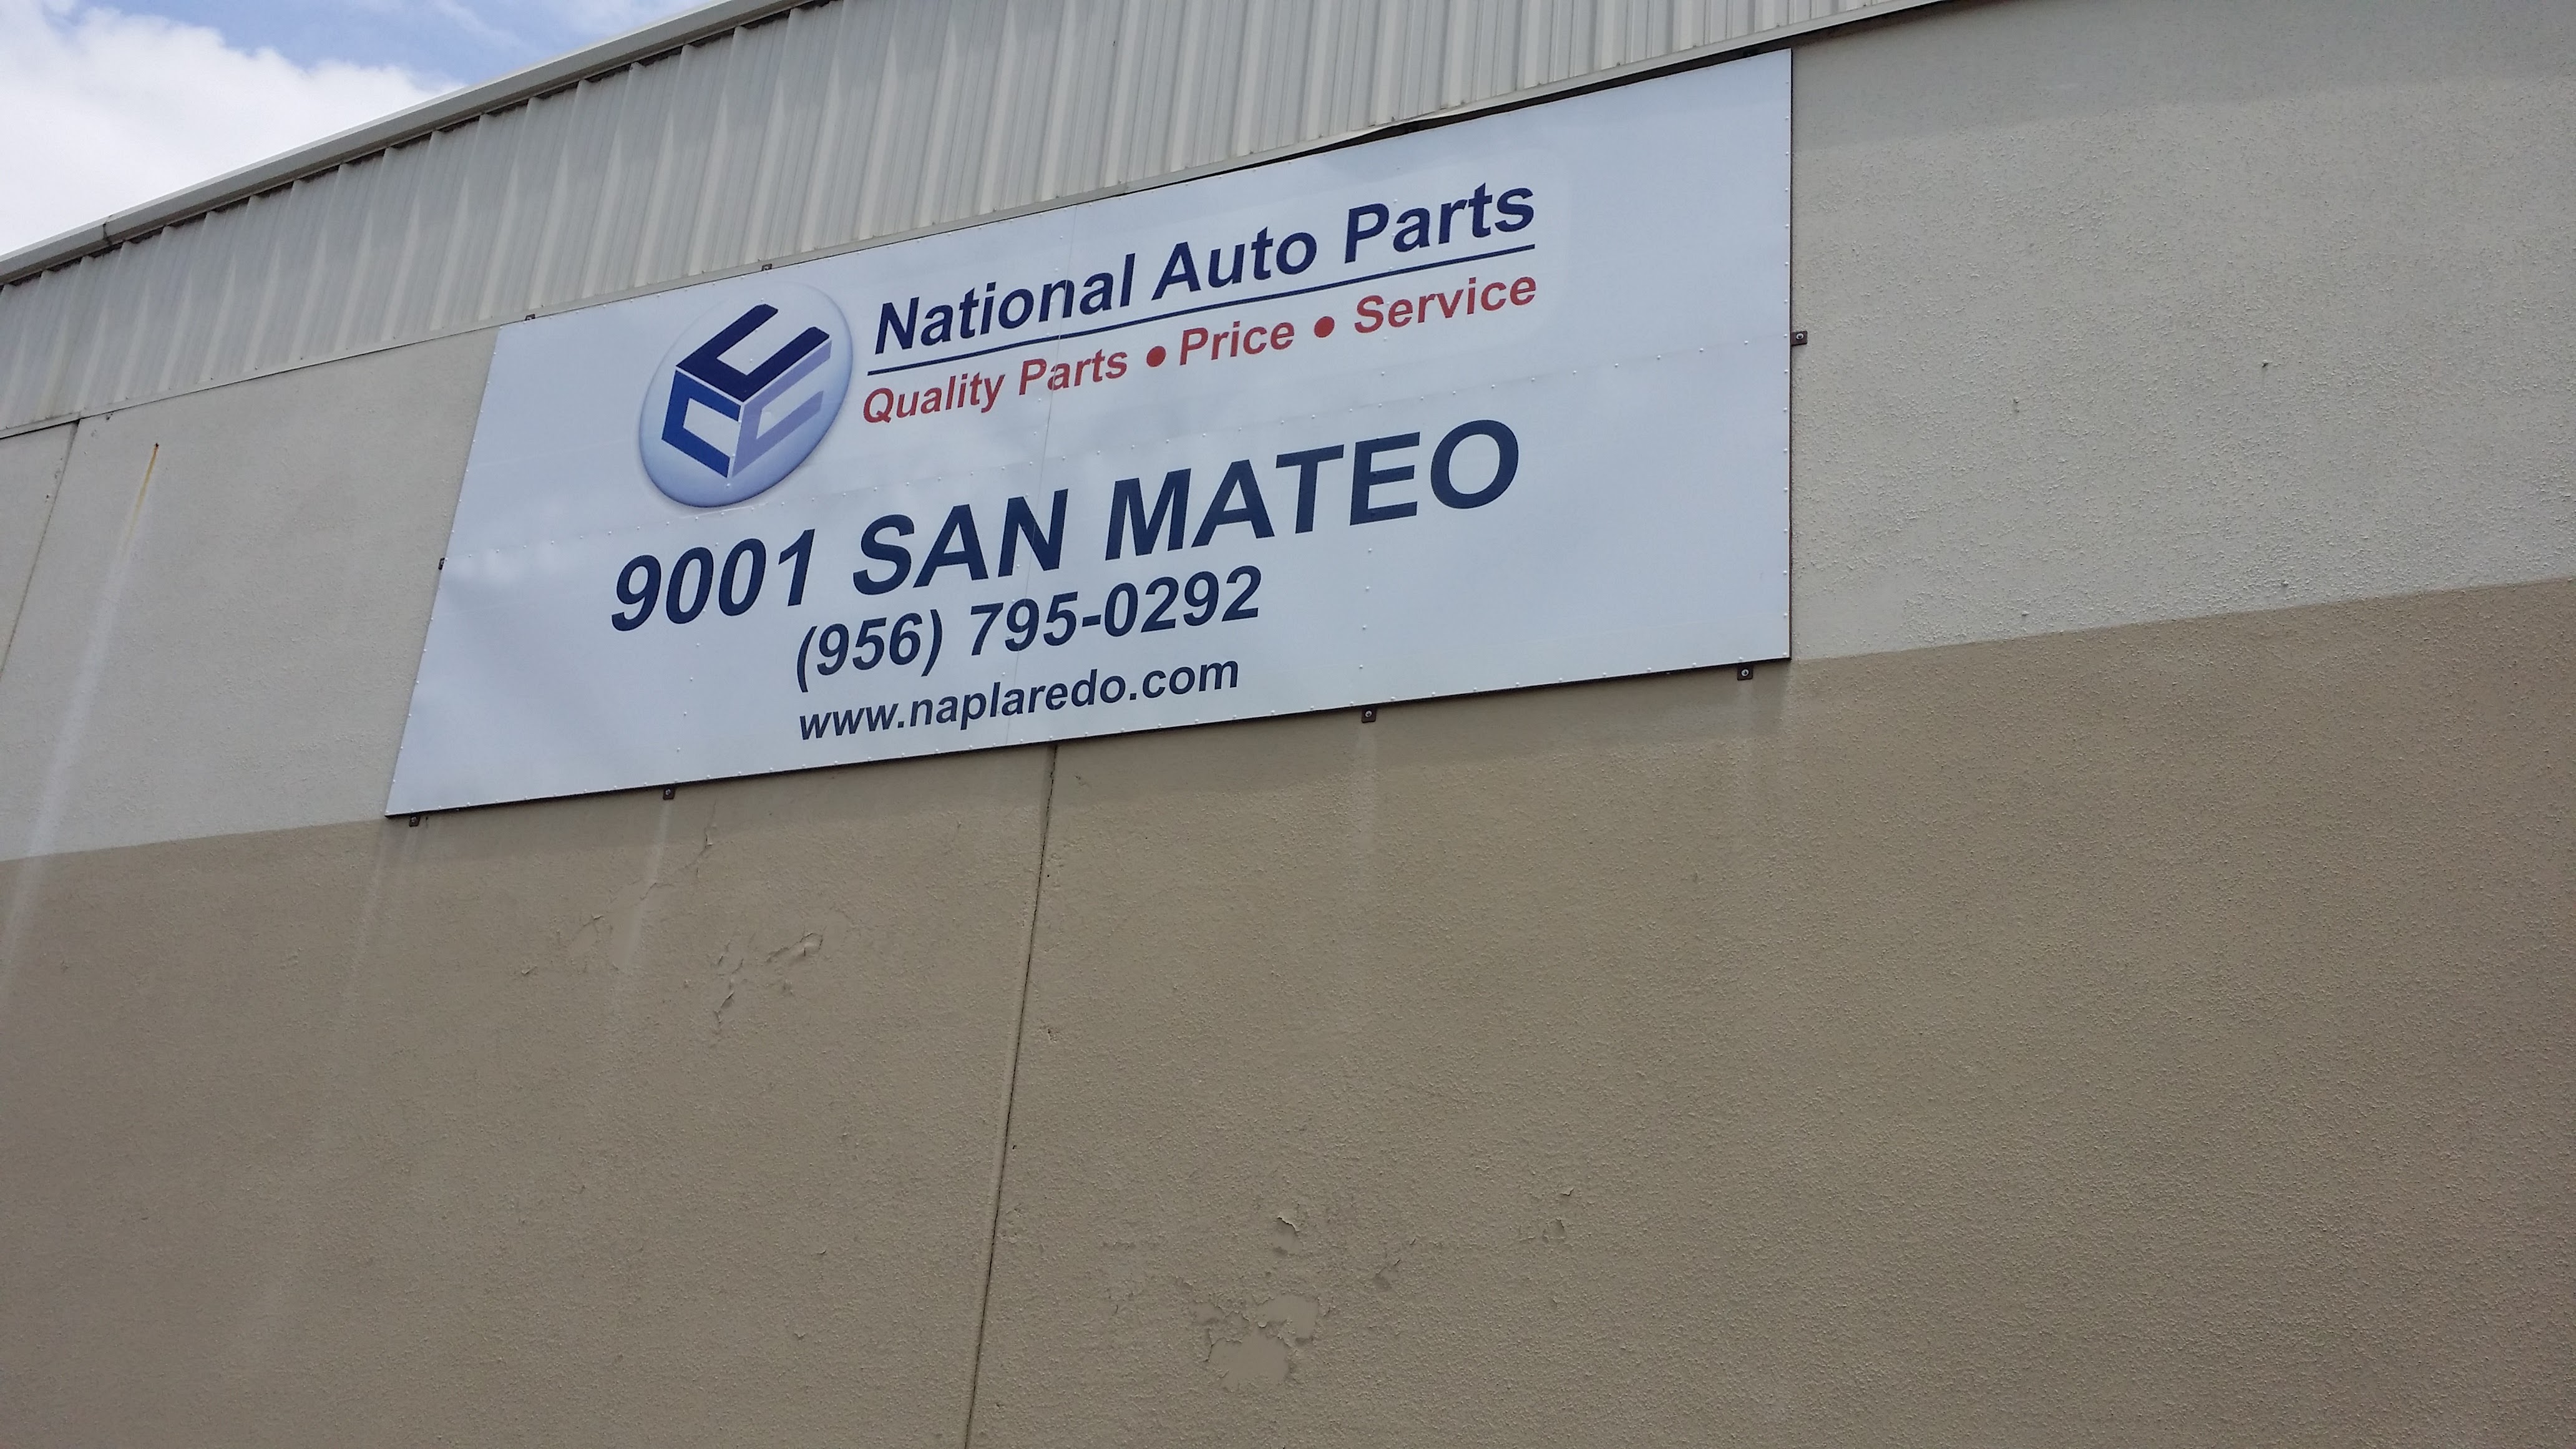 National Auto Parts
Quality Parts • Price • Service
9001 SAN MATEO
(956) 795-0292
www.naplaredo.com